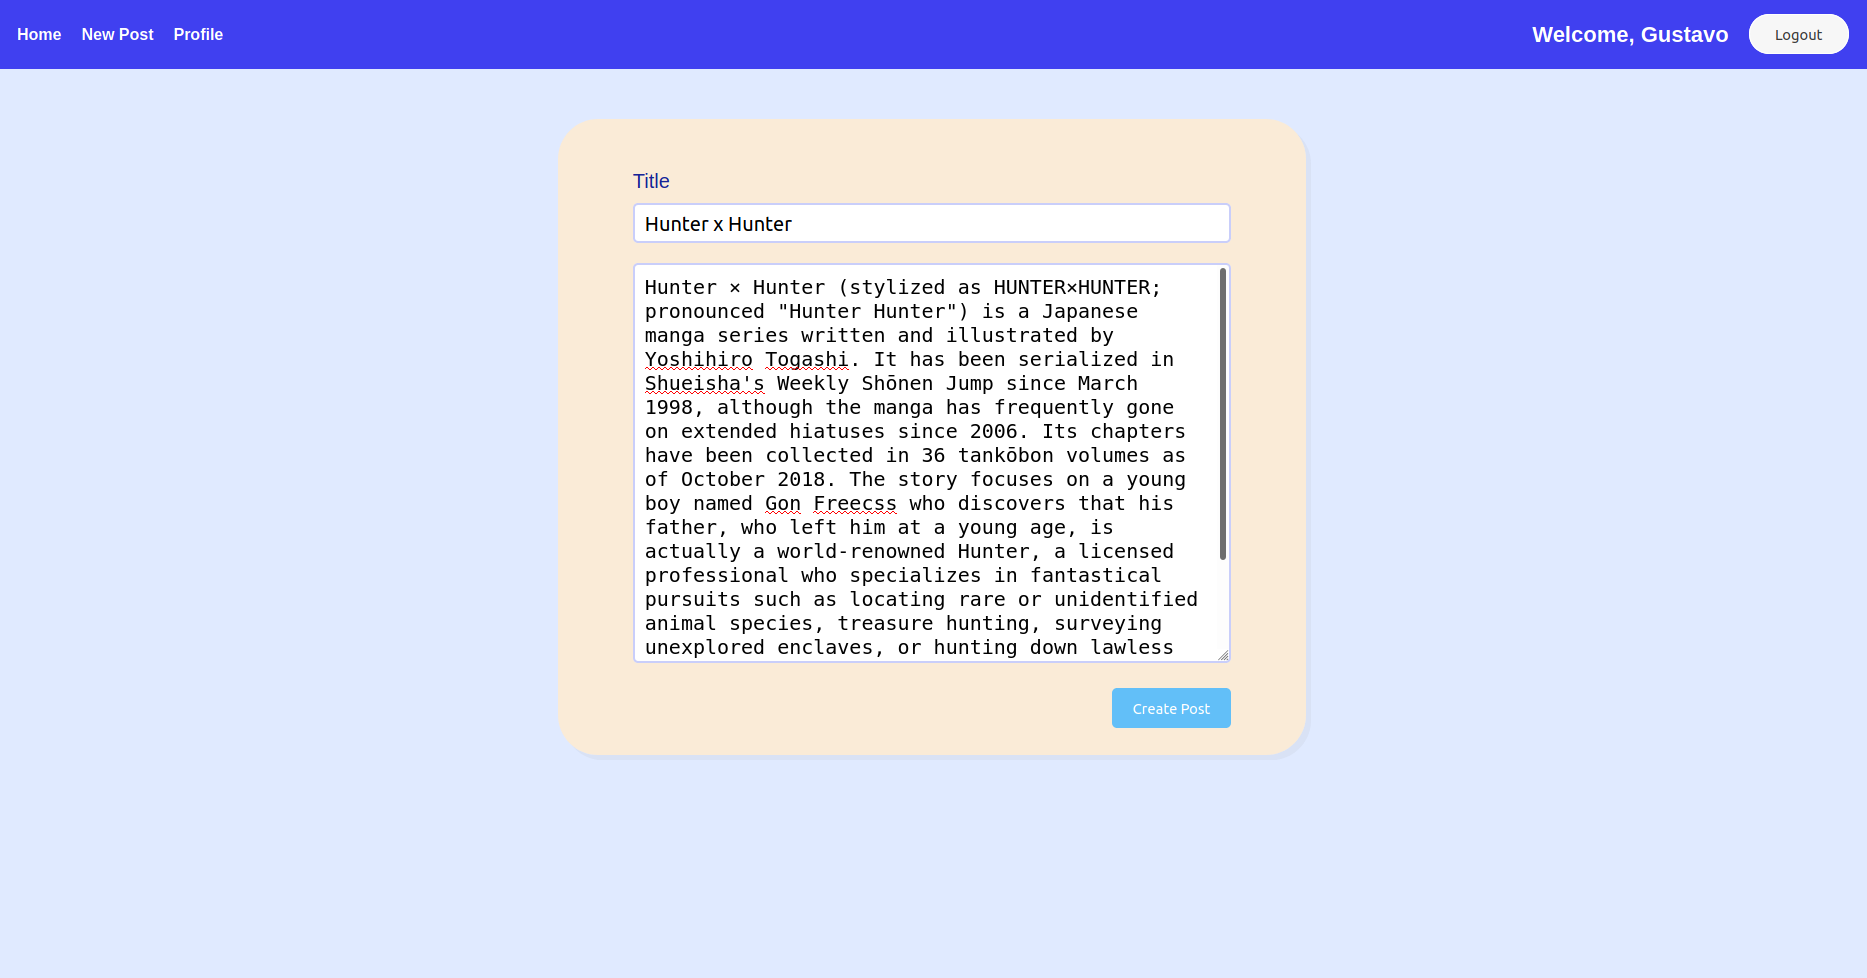 Home New Post Profile Welcome, Gustavo Logout
Title
Hunter x Hunter
Hunter × Hunter (stylized as HUNTER×HUNTER;
pronounced "Hunter Hunter") is a Japanese
manga series written and illustrated by
Yoshihiro Togashi. It has been serialized in
Shueisha's Weekly Shōnen Jump since March
1998, although the manga has frequently gone
on extended hiatuses since 2006. Its chapters
have been collected in 36 tankōbon volumes as
of October 2018. The story focuses on a young
boy named Gon Freecss who discovers that his
father, who left him at a young age, is
actually a world-renowned Hunter, a licensed
professional who specializes in fantastical
pursuits such as locating rare or unidentified
animal species, treasure hunting, surveying
unexplored enclaves, or hunting down lawless
Create Post